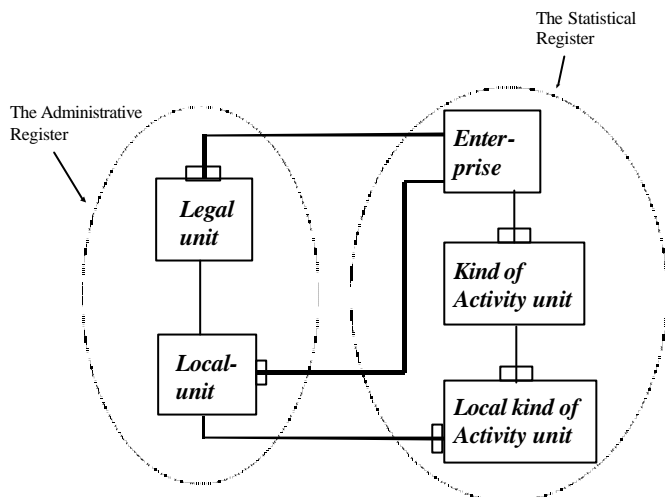 The Statistical
Register
The Administrative
Register
Enter-
prise
Legal
unit
Kind of
Activity unit
Local-
unit
Local kind of
Activity unit